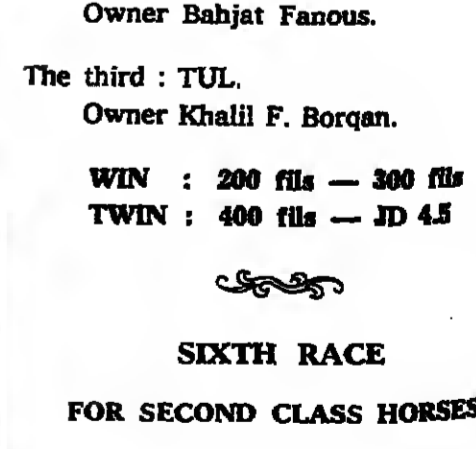 Owner Bahjat Fanous.
The third : TUL.
Owner Khalil F. Borqan.
WIN : 200 fils — 300 fils
TWIN : 400 fils — JD 4.5
SIXTH RACE
FOR SECOND CLASS HORSES